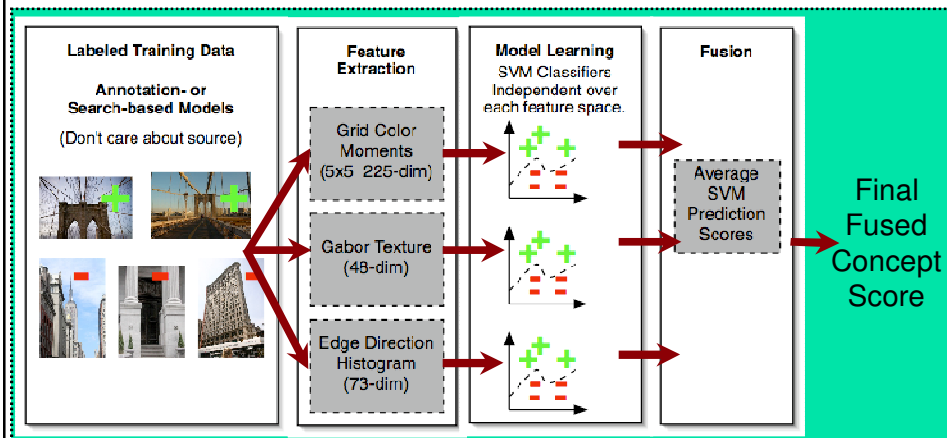 Labeled Training Data
Annotation- or
Search-based Models
(Don't care about source)
Feature
Extraction
Grid Color
Moments
(5x5 225-dim)
Gabor Texture
(48-dim)
Edge Direction
Histogram
(73-dim)
Model Learning
SVM Classifiers
Independent over
each feature space.
Fusion
Average
SVM
Prediction
Scores
Final
Fused
Concept
Score